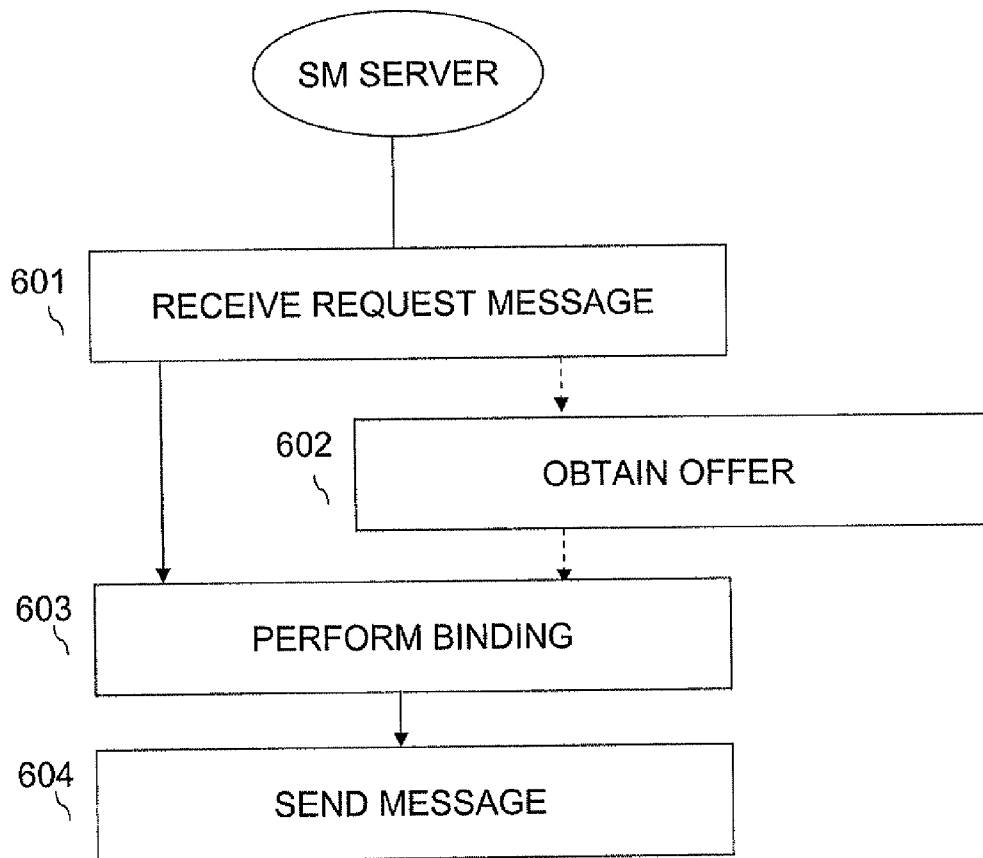 SM SERVER
601
RECEIVE REQUEST MESSAGE
602
OBTAIN OFFER
603
PERFORM BINDING
604
SEND MESSAGE